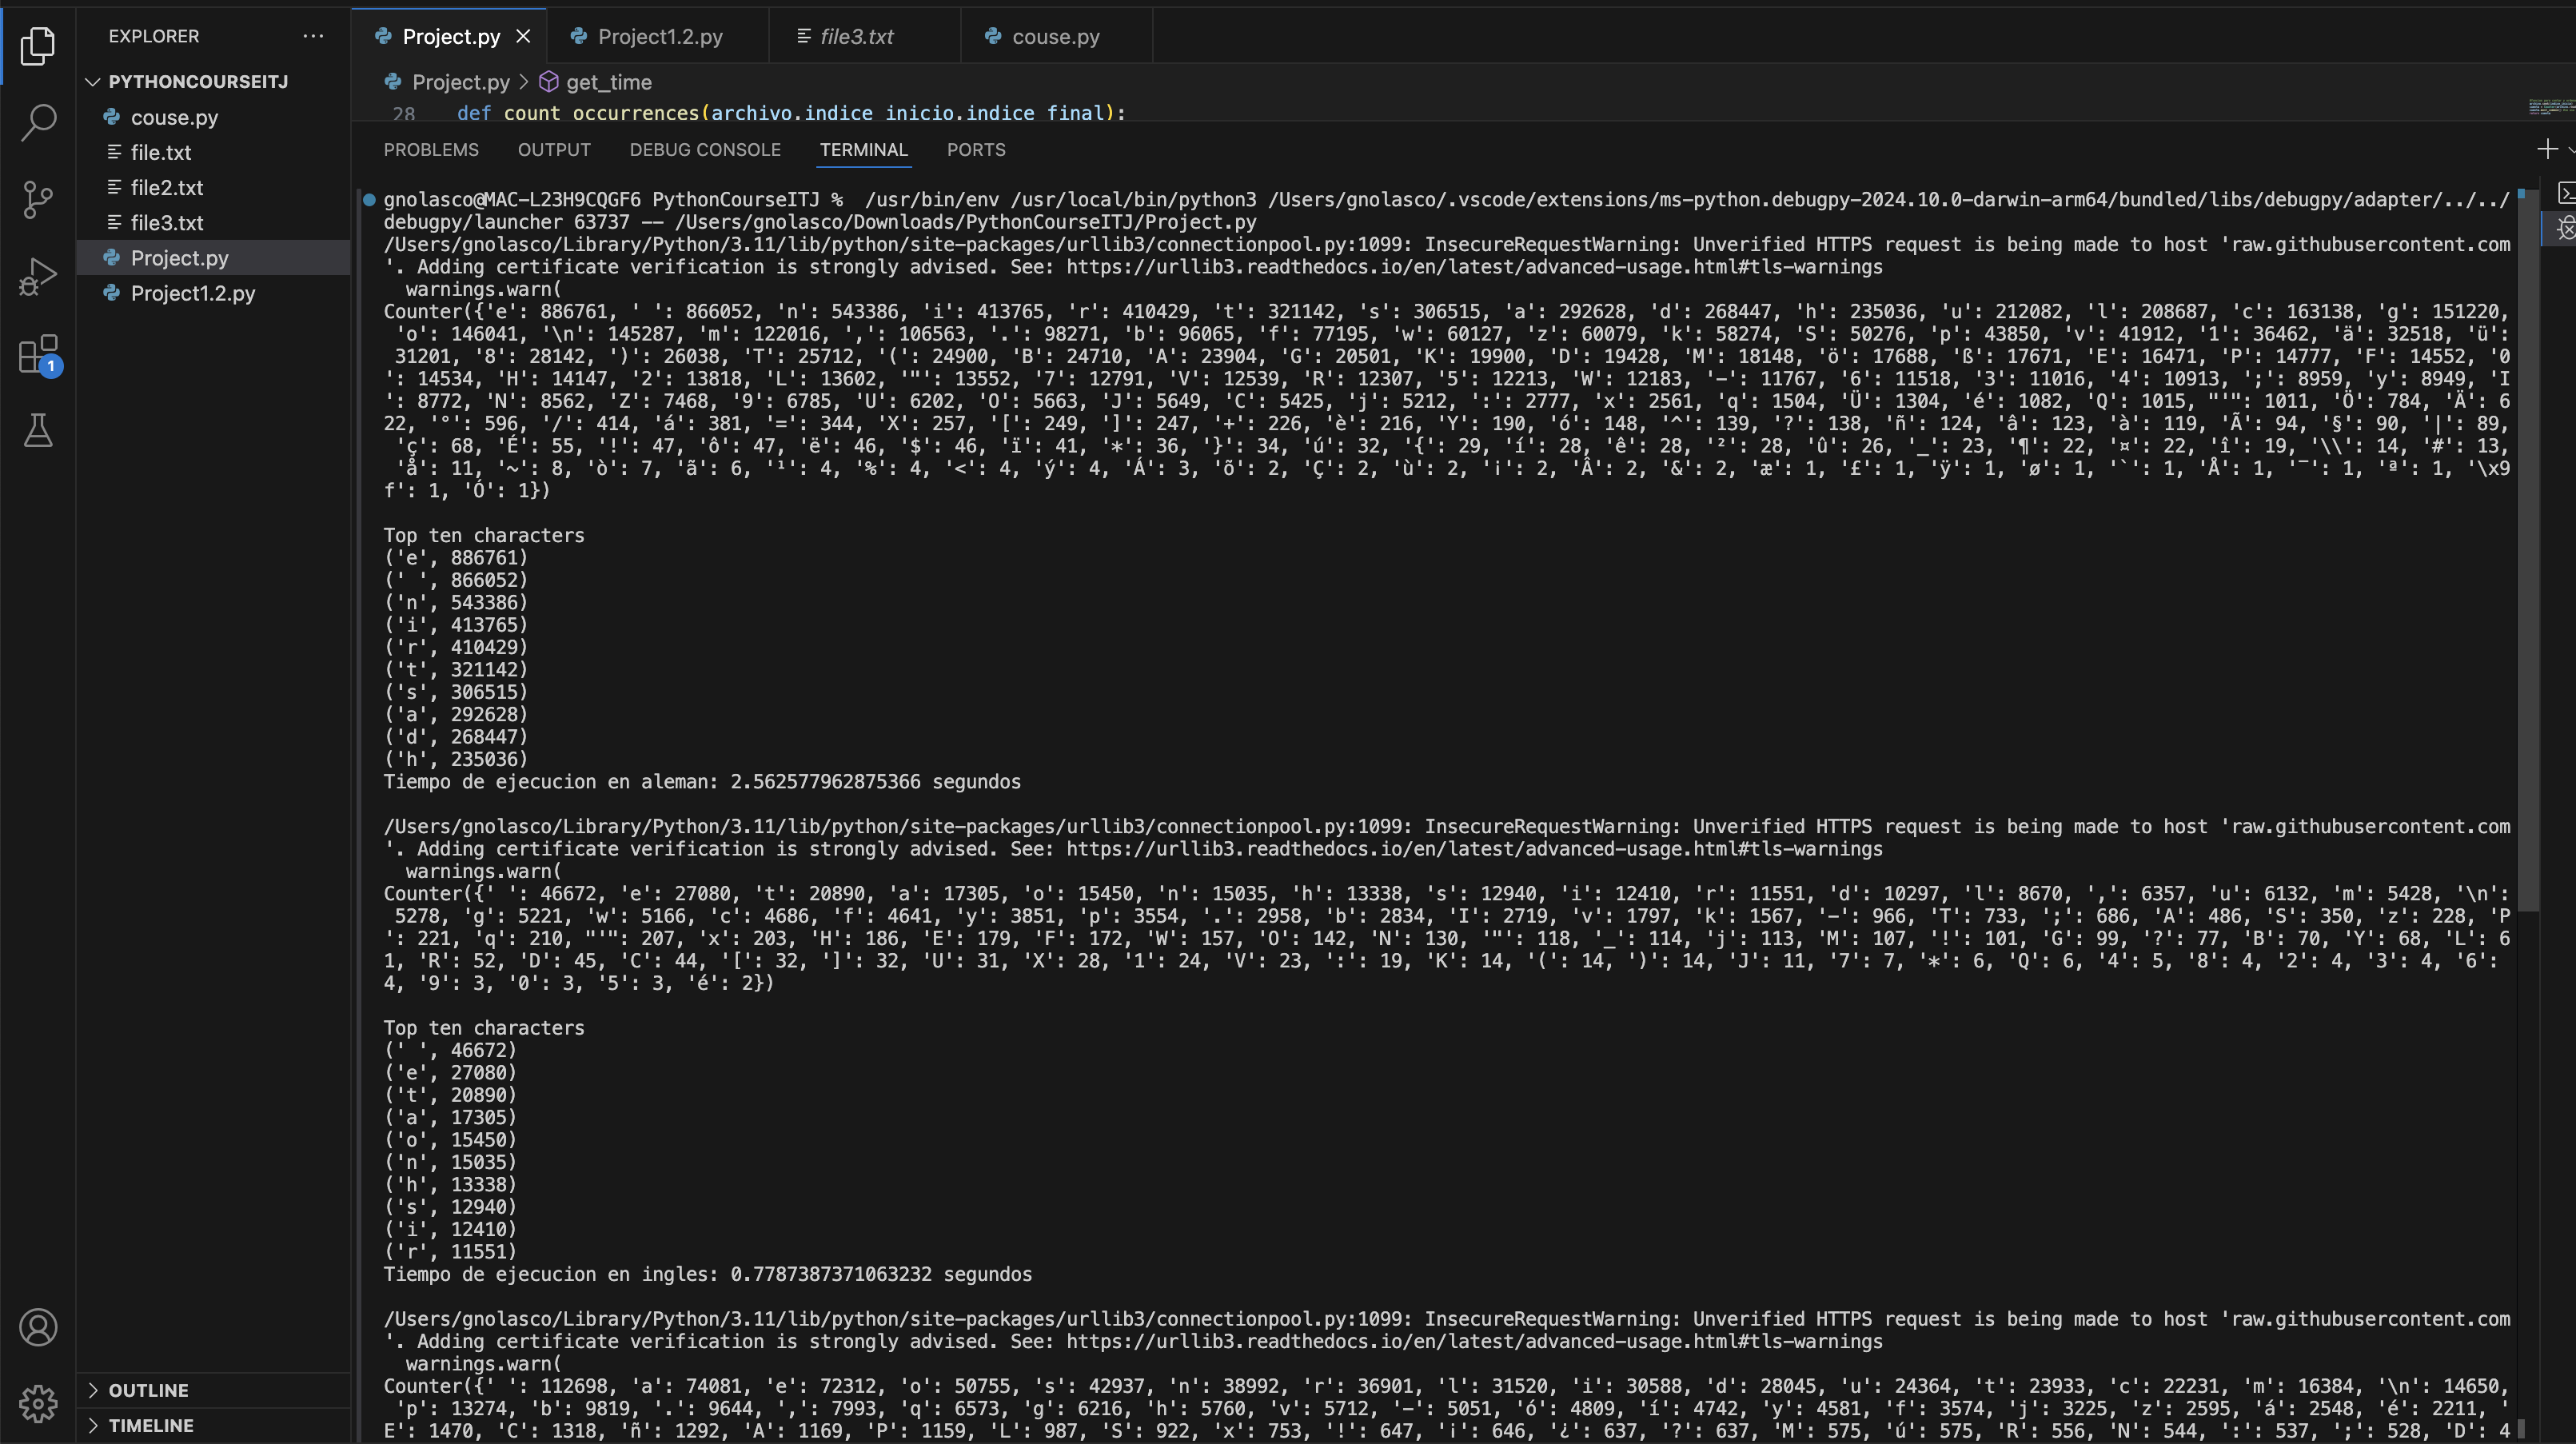 EXPLORER
PYTHONCOURSEITJ
couse.py
file.txt
file2.txt
file3.txt
Project.py
Project1.2.py
1
OUTLINE
TIMELINE
Project.py
Project1.2.py
file3.txt
couse.py
Project.py > get_time
28 def count_occurrences(archivo,indice_inicio,indice_final):
PROBLEMS OUTPUT DEBUG CONSOLE TERMINAL PORTS
gnolasco@MAC-L23H9CQGF6 PythonCourseITJ %  /usr/bin/env /usr/local/bin/python3 /Users/gnolasco/.vscode/extensions/ms-python.debugpy-2024.10.0-darwin-arm64/bundled/libs/debugpy/adapter/../../
debugpy/launcher 63737 -- /Users/gnolasco/Downloads/PythonCourseITJ/Project.py
/Users/gnolasco/Library/Python/3.11/lib/python/site-packages/urllib3/connectionpool.py:1099: InsecureRequestWarning: Unverified HTTPS request is being made to host 'raw.githubusercontent.com
'. Adding certificate verification is strongly advised. See: https://urllib3.readthedocs.io/en/latest/advanced-usage.html#tls-warnings
  warnings.warn(
Counter({'e': 886761, ' ': 866052, 'n': 543386, 'i': 413765, 'r': 410429, 't': 321142, 's': 306515, 'a': 292628, 'd': 268447, 'h': 235036, 'u': 212082, 'l': 208687, 'c': 163138, 'g': 151220,
 'o': 146041, '\n': 145287, 'm': 122016, ',': 106563, '.': 98271, 'b': 96065, 'f': 77195, 'w': 60127, 'z': 60079, 'k': 58274, 'S': 50276, 'p': 43850, 'v': 41912, '1': 36462, 'ä': 32518, 'ü':
 31201, '8': 28142, ')': 26038, 'T': 25712, '(': 24900, 'B': 24710, 'A': 23904, 'G': 20501, 'K': 19900, 'D': 19428, 'M': 18148, 'ö': 17688, 'ß': 17671, 'E': 16471, 'P': 14777, 'F': 14552, '0
': 14534, 'H': 14147, '2': 13818, 'L': 13602, '"': 13552, '7': 12791, 'V': 12539, 'R': 12307, '5': 12213, 'W': 12183, '-': 11767, '6': 11518, '3': 11016, '4': 10913, ';': 8959, 'y': 8949, 'I
': 8772, 'N': 8562, 'Z': 7468, '9': 6785, 'U': 6202, 'O': 5663, 'J': 5649, 'C': 5425, 'j': 5212, ':': 2777, 'x': 2561, 'q': 1504, 'Ü': 1304, 'é': 1082, 'Q': 1015, "'": 1011, 'Ö': 784, 'Ä': 6
22, '°': 596, '/': 414, 'á': 381, '=': 344, 'X': 257, '[': 249, ']': 247, '+': 226, 'è': 216, 'Y': 190, 'ó': 148, '^': 139, '?': 138, 'ñ': 124, 'â': 123, 'à': 119, 'Ã': 94, '§': 90, '|': 89,
 'ç': 68, 'É': 55, '!': 47, 'ô': 47, 'ë': 46, '$': 46, 'ï': 41, '*': 36, '}': 34, 'ú': 32, '{': 29, 'í': 28, 'ê': 28, '²': 28, 'û': 26, '_': 23, '¶': 22, '¤': 22, 'î': 19, '\\': 14, '#': 13,
 'å': 11, '~': 8, 'ò': 7, 'ã': 6, '¹': 4, '%': 4, '<': 4, 'ý': 4, 'Á': 3, 'õ': 2, 'Ç': 2, 'ù': 2, '¡': 2, 'Â': 2, '&': 2, 'æ': 1, '£': 1, 'ÿ': 1, 'ø': 1, '`': 1, 'Å': 1, '¯': 1, 'ª': 1, '\x9
f': 1, 'Ó': 1})
Top ten characters
('e', 886761)
(' ', 866052)
('n', 543386)
('i', 413765)
('r', 410429)
('t', 321142)
('s', 306515)
('a', 292628)
('d', 268447)
('h', 235036)
Tiempo de ejecucion en aleman: 2.562577962875366 segundos
/Users/gnolasco/Library/Python/3.11/lib/python/site-packages/urllib3/connectionpool.py:1099: InsecureRequestWarning: Unverified HTTPS request is being made to host 'raw.githubusercontent.com
'. Adding certificate verification is strongly advised. See: https://urllib3.readthedocs.io/en/latest/advanced-usage.html#tls-warnings
  warnings.warn(
Counter({' ': 46672, 'e': 27080, 't': 20890, 'a': 17305, 'o': 15450, 'n': 15035, 'h': 13338, 's': 12940, 'i': 12410, 'r': 11551, 'd': 10297, 'l': 8670, ',': 6357, 'u': 6132, 'm': 5428, '\n':
 5278, 'g': 5221, 'w': 5166, 'c': 4686, 'f': 4641, 'y': 3851, 'p': 3554, '.': 2958, 'b': 2834, 'I': 2719, 'v': 1797, 'k': 1567, '-': 966, 'T': 733, ';': 686, 'A': 486, 'S': 350, 'z': 228, 'P
': 221, 'q': 210, "'": 207, 'x': 203, 'H': 186, 'E': 179, 'F': 172, 'W': 157, 'O': 142, 'N': 130, '"': 118, '_': 114, 'j': 113, 'M': 107, '!': 101, 'G': 99, '?': 77, 'B': 70, 'Y': 68, 'L': 6
1, 'R': 52, 'D': 45, 'C': 44, '[': 32, ']': 32, 'U': 31, 'X': 28, '1': 24, 'V': 23, ':': 19, 'K': 14, '(': 14, ')': 14, 'J': 11, '7': 7, '*': 6, 'Q': 6, '4': 5, '8': 4, '2': 4, '3': 4, '6':
4, '9': 3, '0': 3, '5': 3, 'é': 2})
Top ten characters
(' ', 46672)
('e', 27080)
('t', 20890)
('a', 17305)
('o', 15450)
('n', 15035)
('h', 13338)
('s', 12940)
('i', 12410)
('r', 11551)
Tiempo de ejecucion en ingles: 0.7787387371063232 segundos
/Users/gnolasco/Library/Python/3.11/lib/python/site-packages/urllib3/connectionpool.py:1099: InsecureRequestWarning: Unverified HTTPS request is being made to host 'raw.githubusercontent.com
'. Adding certificate verification is strongly advised. See: https://urllib3.readthedocs.io/en/latest/advanced-usage.html#tls-warnings
  warnings.warn(
Counter({' ': 112698, 'a': 74081, 'e': 72312, 'o': 50755, 's': 42937, 'n': 38992, 'r': 36901, 'l': 31520, 'i': 30588, 'd': 28045, 'u': 24364, 't': 23933, 'c': 22231, 'm': 16384, '\n': 14650,
 'p': 13274, 'b': 9819, '.': 9644, ',': 7993, 'q': 6573, 'g': 6216, 'h': 5760, 'v': 5712, '-': 5051, 'ó': 4809, 'í': 4742, 'y': 4581, 'f': 3574, 'j': 3225, 'z': 2595, 'á': 2548, 'é': 2211, '
E': 1470, 'C': 1318, 'ñ': 1292, 'A': 1169, 'P': 1159, 'L': 987, 'S': 922, 'x': 753, '!': 647, '¡': 646, '¿': 637, '?': 637, 'M': 575, 'ú': 575, 'R': 556, 'N': 544, ':': 537, ';': 528, 'D': 4